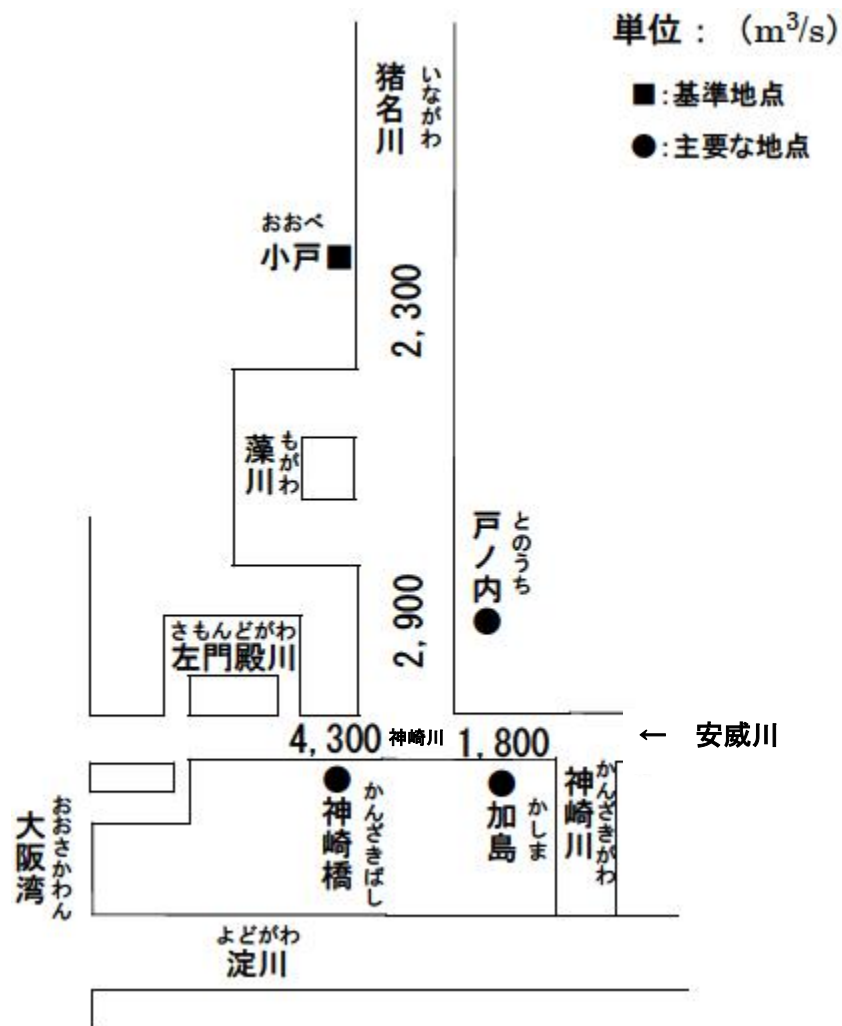 単位：（m³/s）
■:基準地点
●:主要な地点
猪名川
いながわ
おおべ
小戸■
2,300
藻川
もがわ
戸ノ内●
とのうち
2,900
さもんどがわ
左門殿川
4,300
神崎川
1,800
← 安威川
●神崎橋
かんざきばし
●加島
かしま
神崎川
かんざきがわ
大阪湾
おおさかわん
よどがわ
淀川